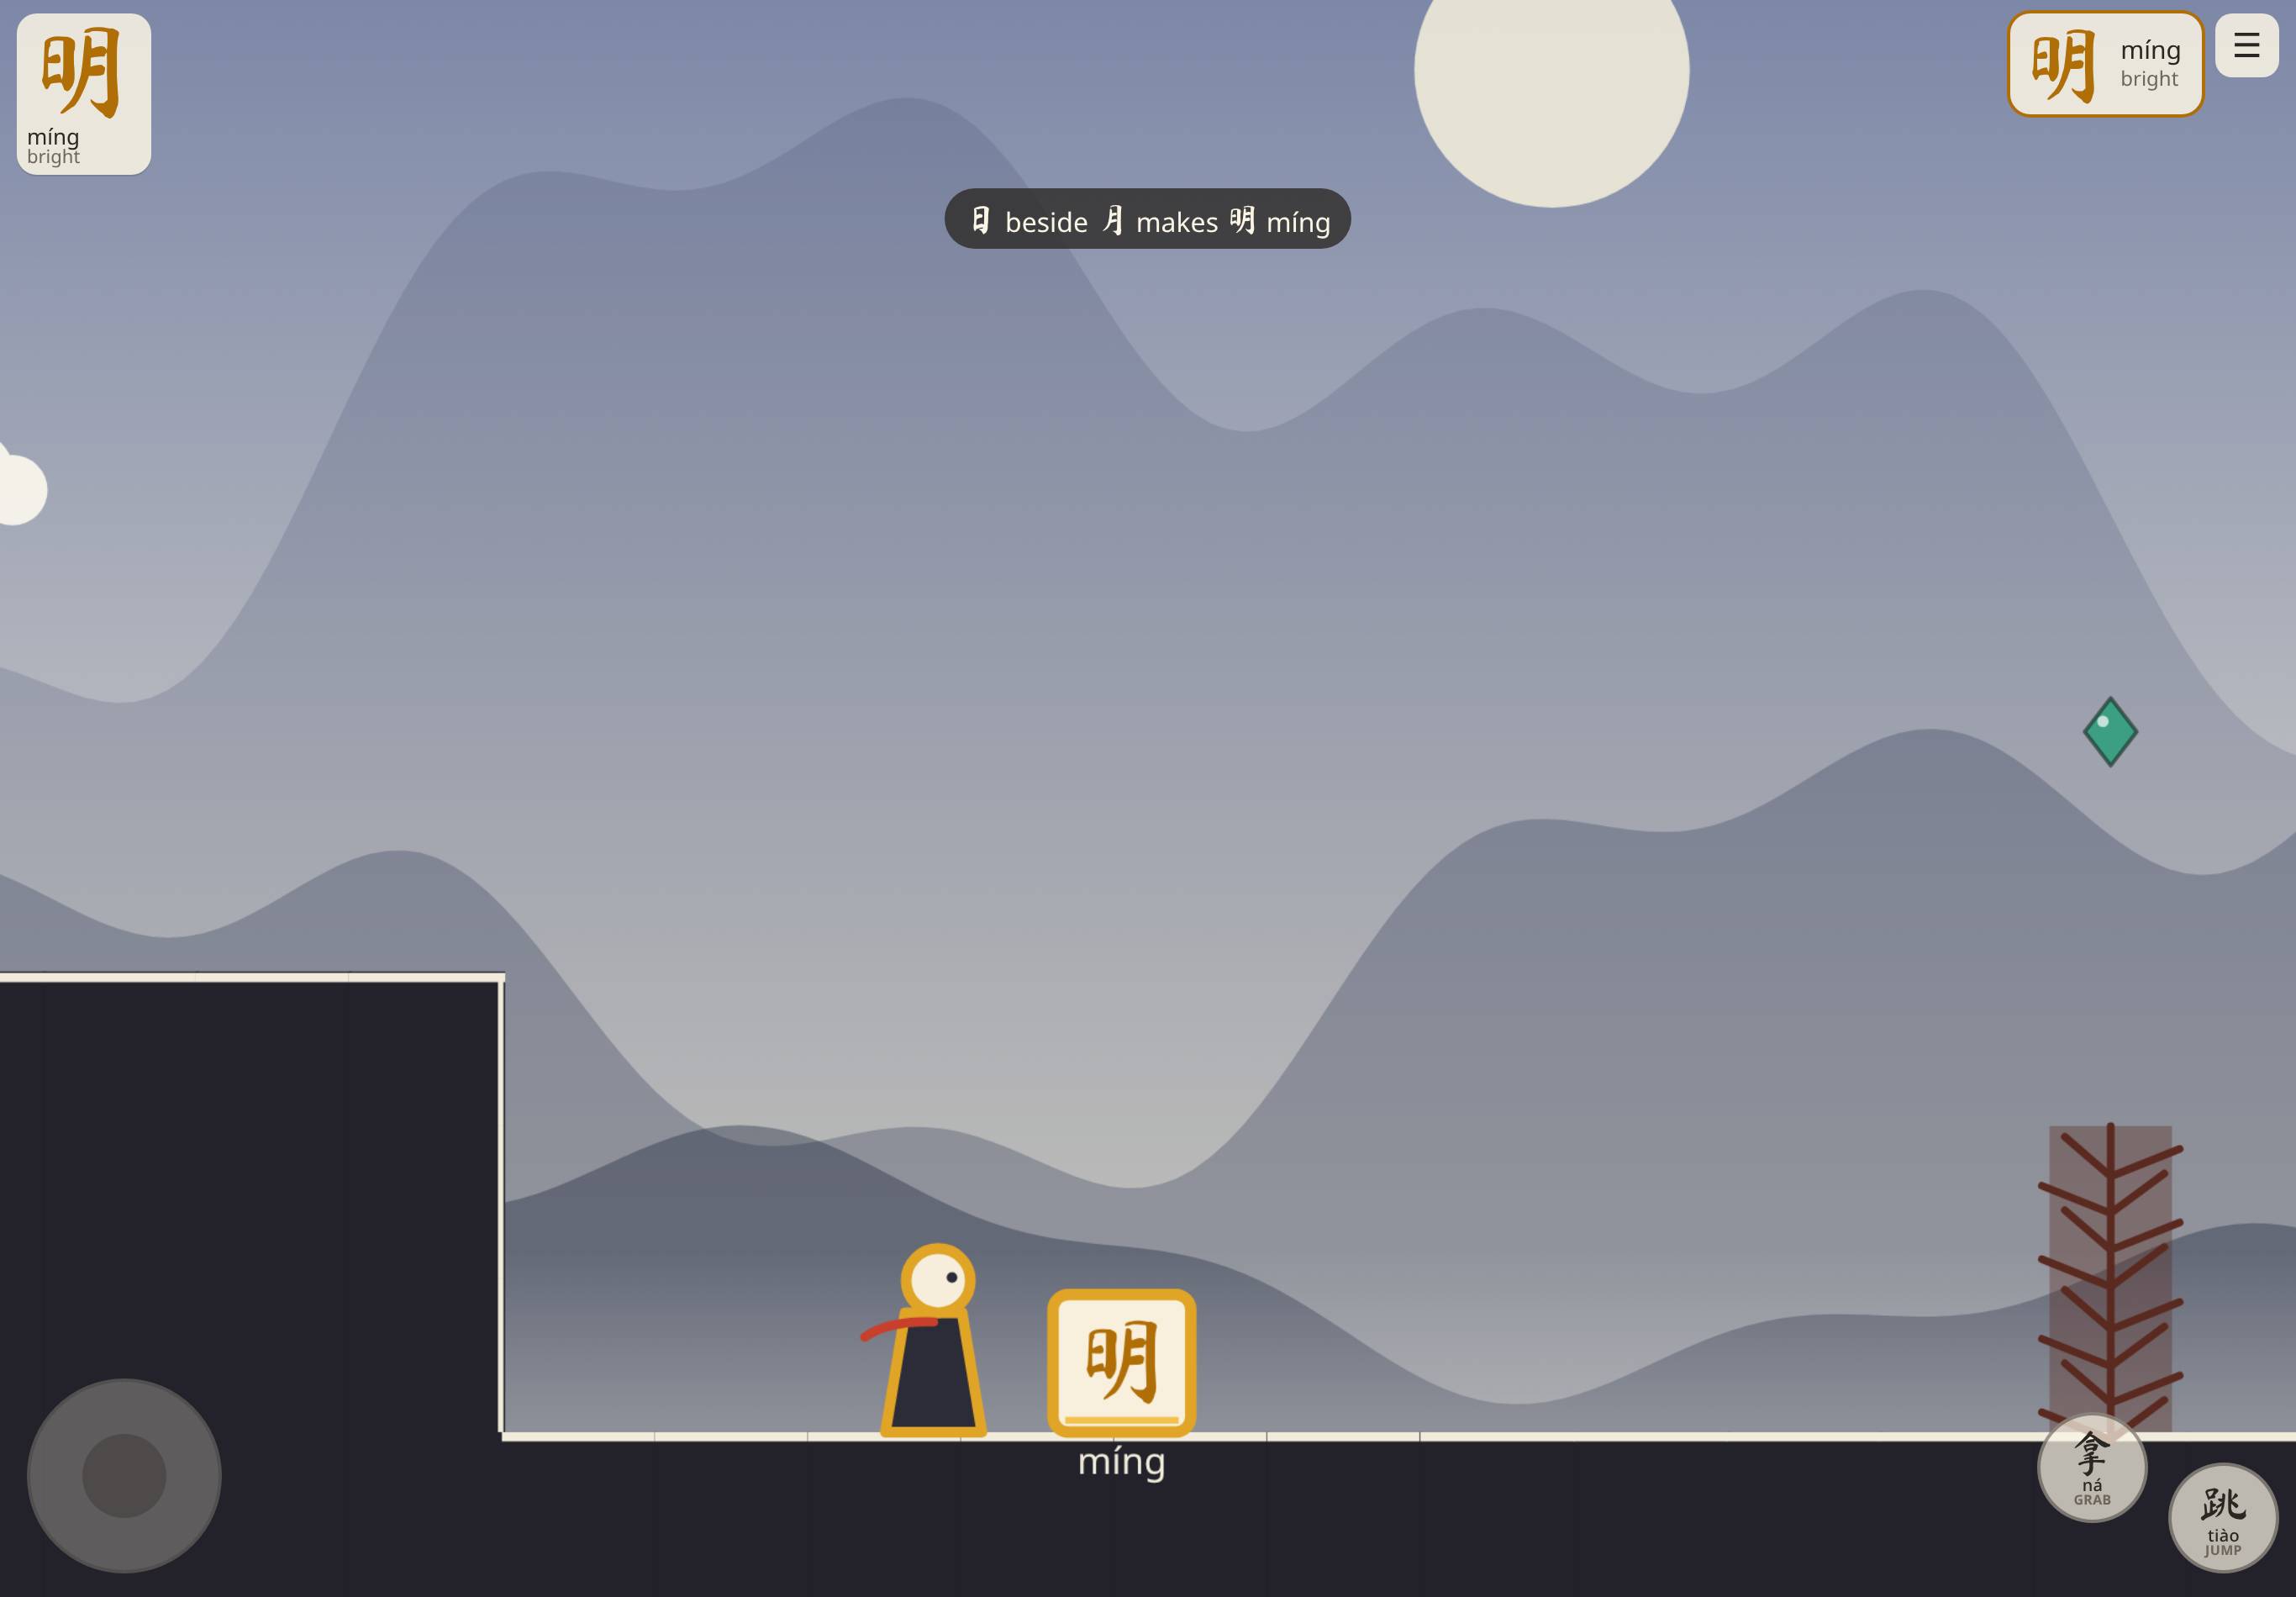 明
míng
bright
明
míng
bright
日 beside 月 makes 明 míng
明
míng
拿
ná
GRAB
跳
tiào
JUMP